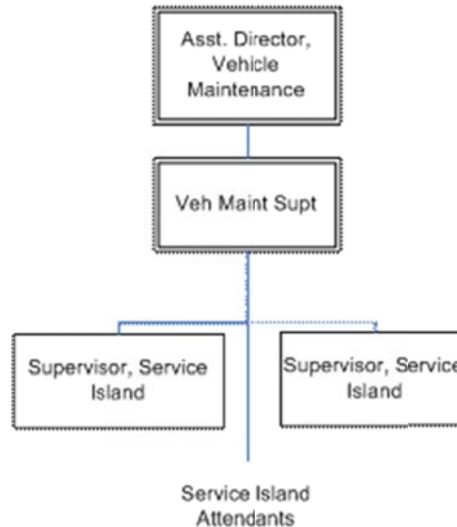 Asst. Director,
Vehicle
Maintenance
Veh Maint Supt
Supervisor, Service
Island
Supervisor, Service
Island
Service Island
Attendants